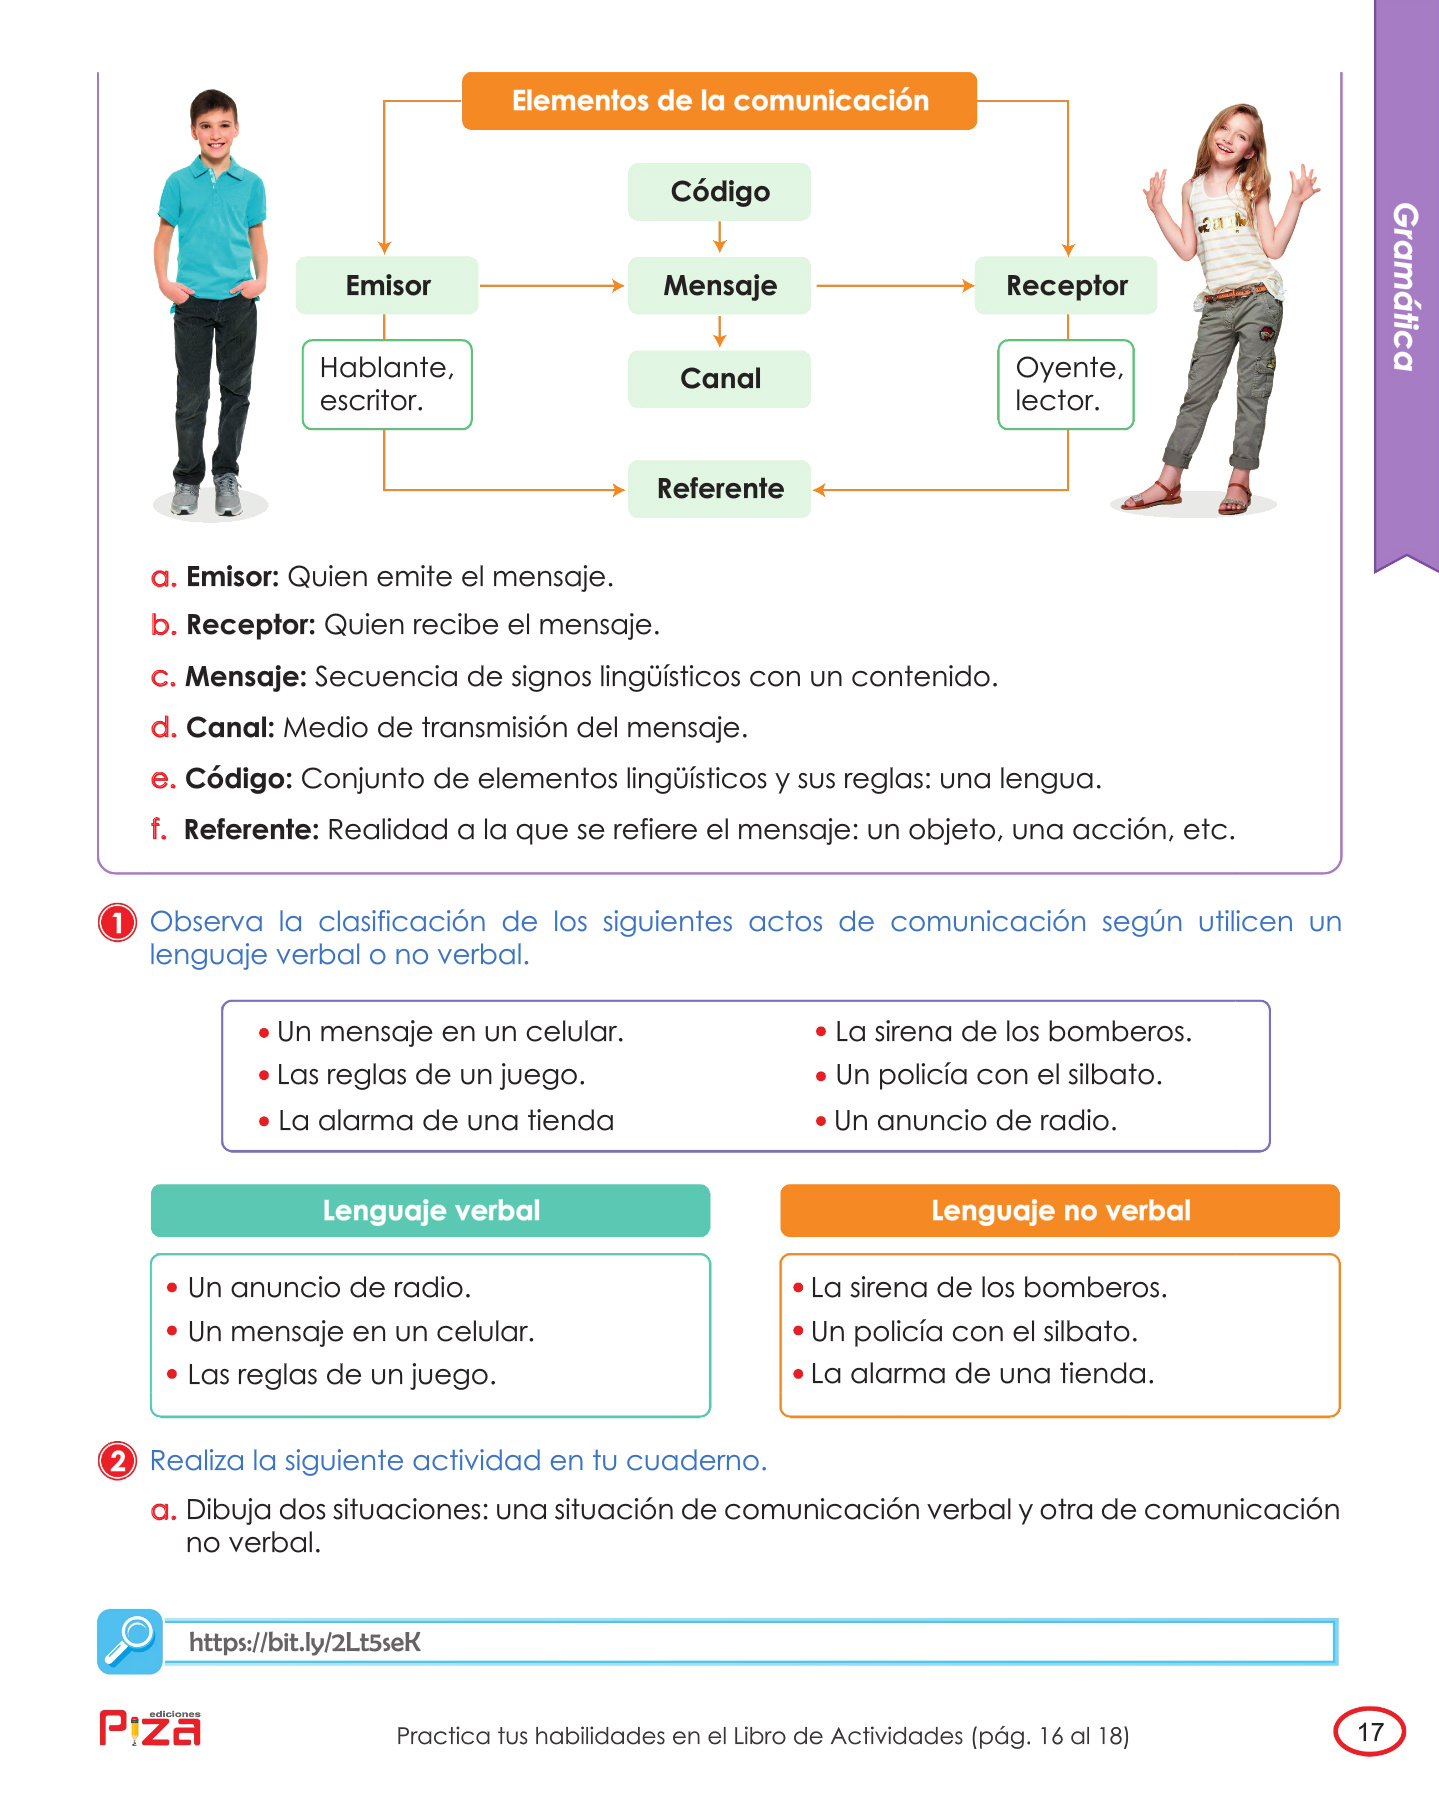 Elementos de la comunicación
Código
Emisor
Mensaje
Receptor
Hablante,
escritor.
Canal
Oyente,
lector.
Referente
Gramática
a. Emisor: Quien emite el mensaje.
b. Receptor: Quien recibe el mensaje.
c. Mensaje: Secuencia de signos lingüísticos con un contenido.
d. Canal: Medio de transmisión del mensaje.
e. Código: Conjunto de elementos lingüísticos y sus reglas: una lengua.
f. Referente: Realidad a la que se refiere el mensaje: un objeto, una acción, etc.
1 Observa la clasificación de los siguientes actos de comunicación según utilicen un
lenguaje verbal o no verbal.
• Un mensaje en un celular.
• Las reglas de un juego.
• La alarma de una tienda
• La sirena de los bomberos.
• Un policía con el silbato.
• Un anuncio de radio.
Lenguaje verbal
• Un anuncio de radio.
• Un mensaje en un celular.
• Las reglas de un juego.
Lenguaje no verbal
• La sirena de los bomberos.
• Un policía con el silbato.
• La alarma de una tienda.
2 Realiza la siguiente actividad en tu cuaderno.
a. Dibuja dos situaciones: una situación de comunicación verbal y otra de comunicación
no verbal.
https://bit.ly/2Lt5seK
ediciones
Piza
Practica tus habilidades en el Libro de Actividades (pág. 16 al 18)
17